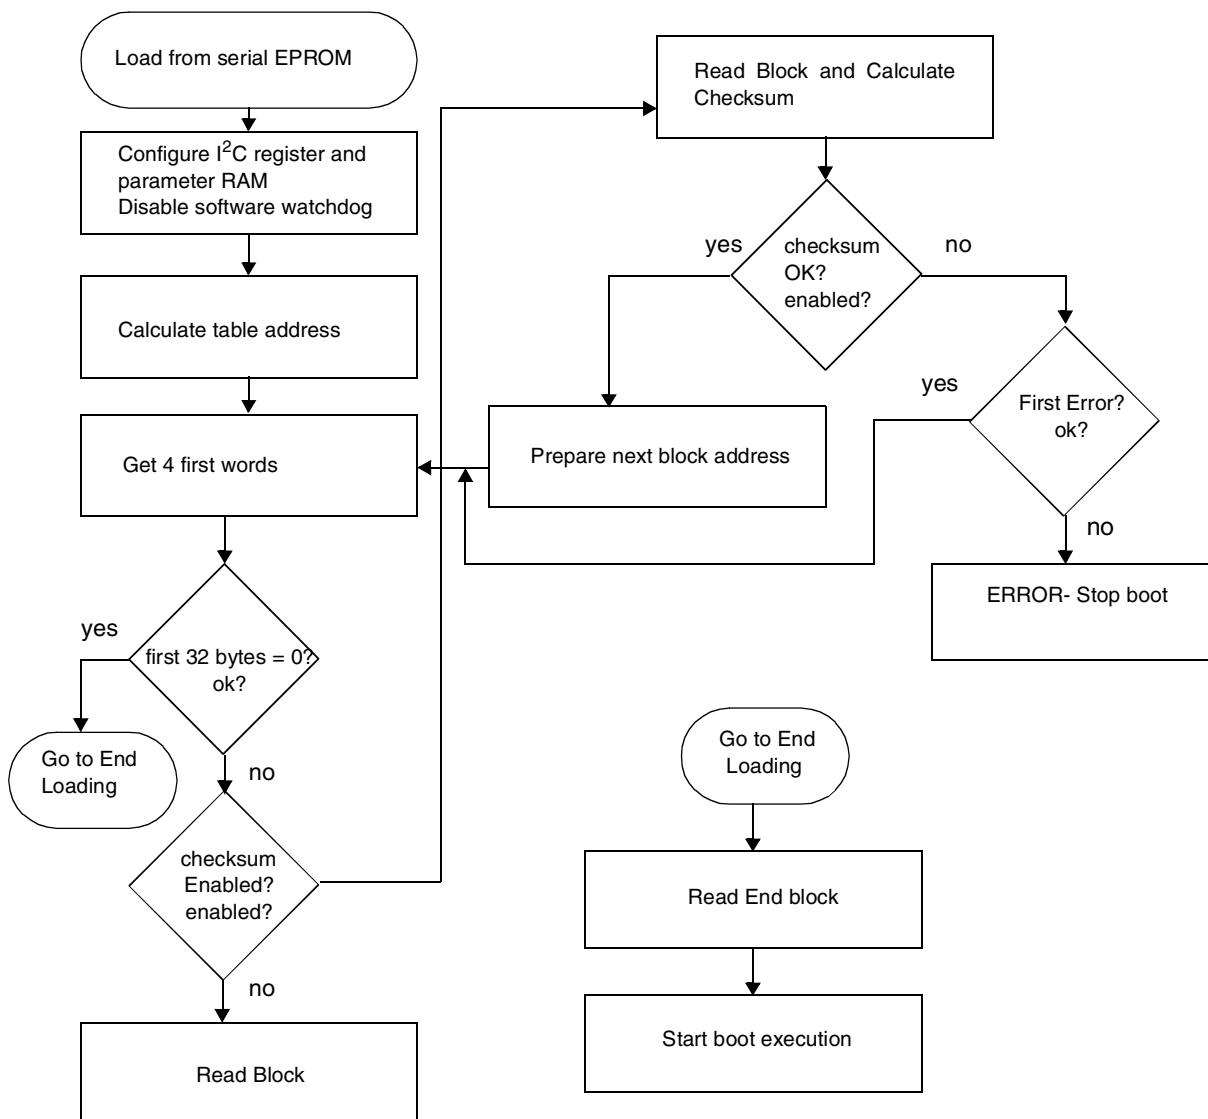 Load from serial EPROM
Configure I²C register and
parameter RAM
Disable software watchdog
Calculate table address
Get 4 first words
yes
first 32 bytes = 0?
ok?
Go to End
Loading
no
checksum
Enabled?
enabled?
no
Read Block
Read Block and Calculate
Checksum
yes
checksum
OK?
enabled?
no
Prepare next block address
yes
First Error?
ok?
no
ERROR- Stop boot
Go to End
Loading
Read End block
Start boot execution